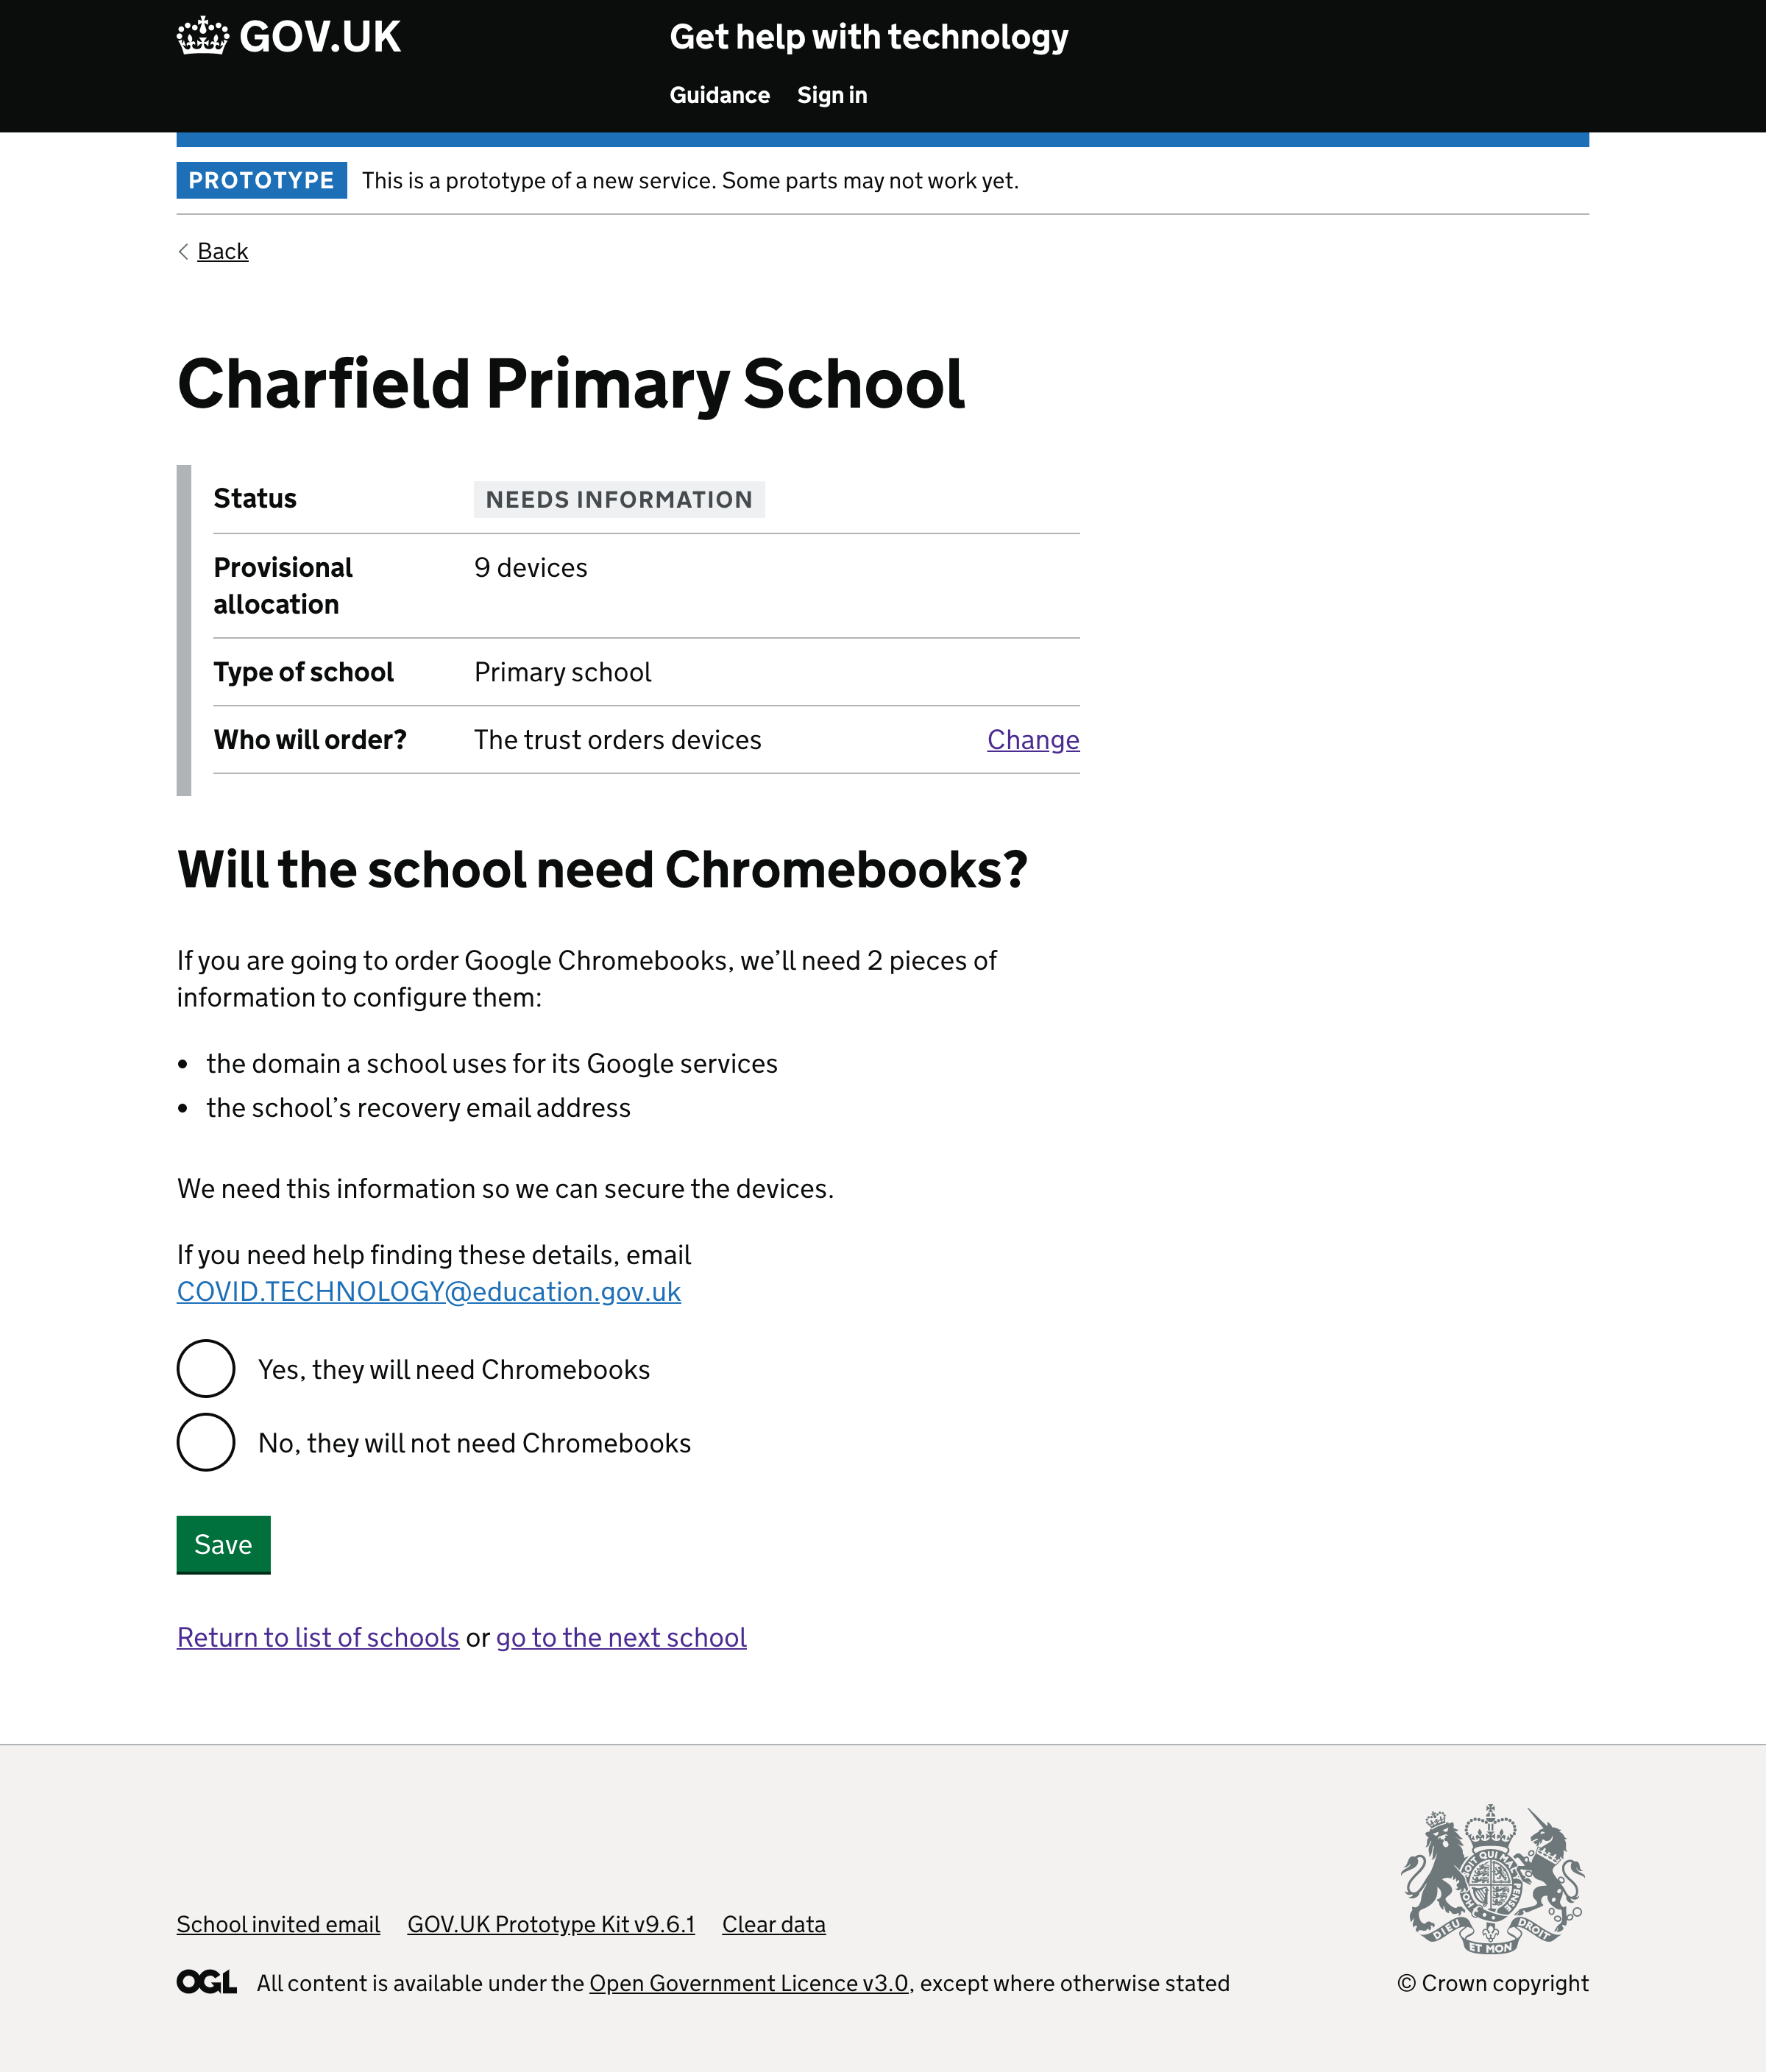 GOV.UK
Get help with technology
Guidance Sign in
PROTOTYPE This is a prototype of a new service. Some parts may not work yet.
Back
Charfield Primary School
Status NEEDS INFORMATION
Provisional allocation 9 devices
Type of school Primary school
Who will order? The trust orders devices Change
Will the school need Chromebooks?
If you are going to order Google Chromebooks, we’ll need 2 pieces of
information to configure them:
• the domain a school uses for its Google services
• the school’s recovery email address
We need this information so we can secure the devices.
If you need help finding these details, email
COVID.TECHNOLOGY@education.gov.uk
Yes, they will need Chromebooks
No, they will not need Chromebooks
Save
Return to list of schools or go to the next school
School invited email GOV.UK Prototype Kit v9.6.1 Clear data
OGL All content is available under the Open Government Licence v3.0, except where otherwise stated
DIEU ET MON DROIT
© Crown copyright